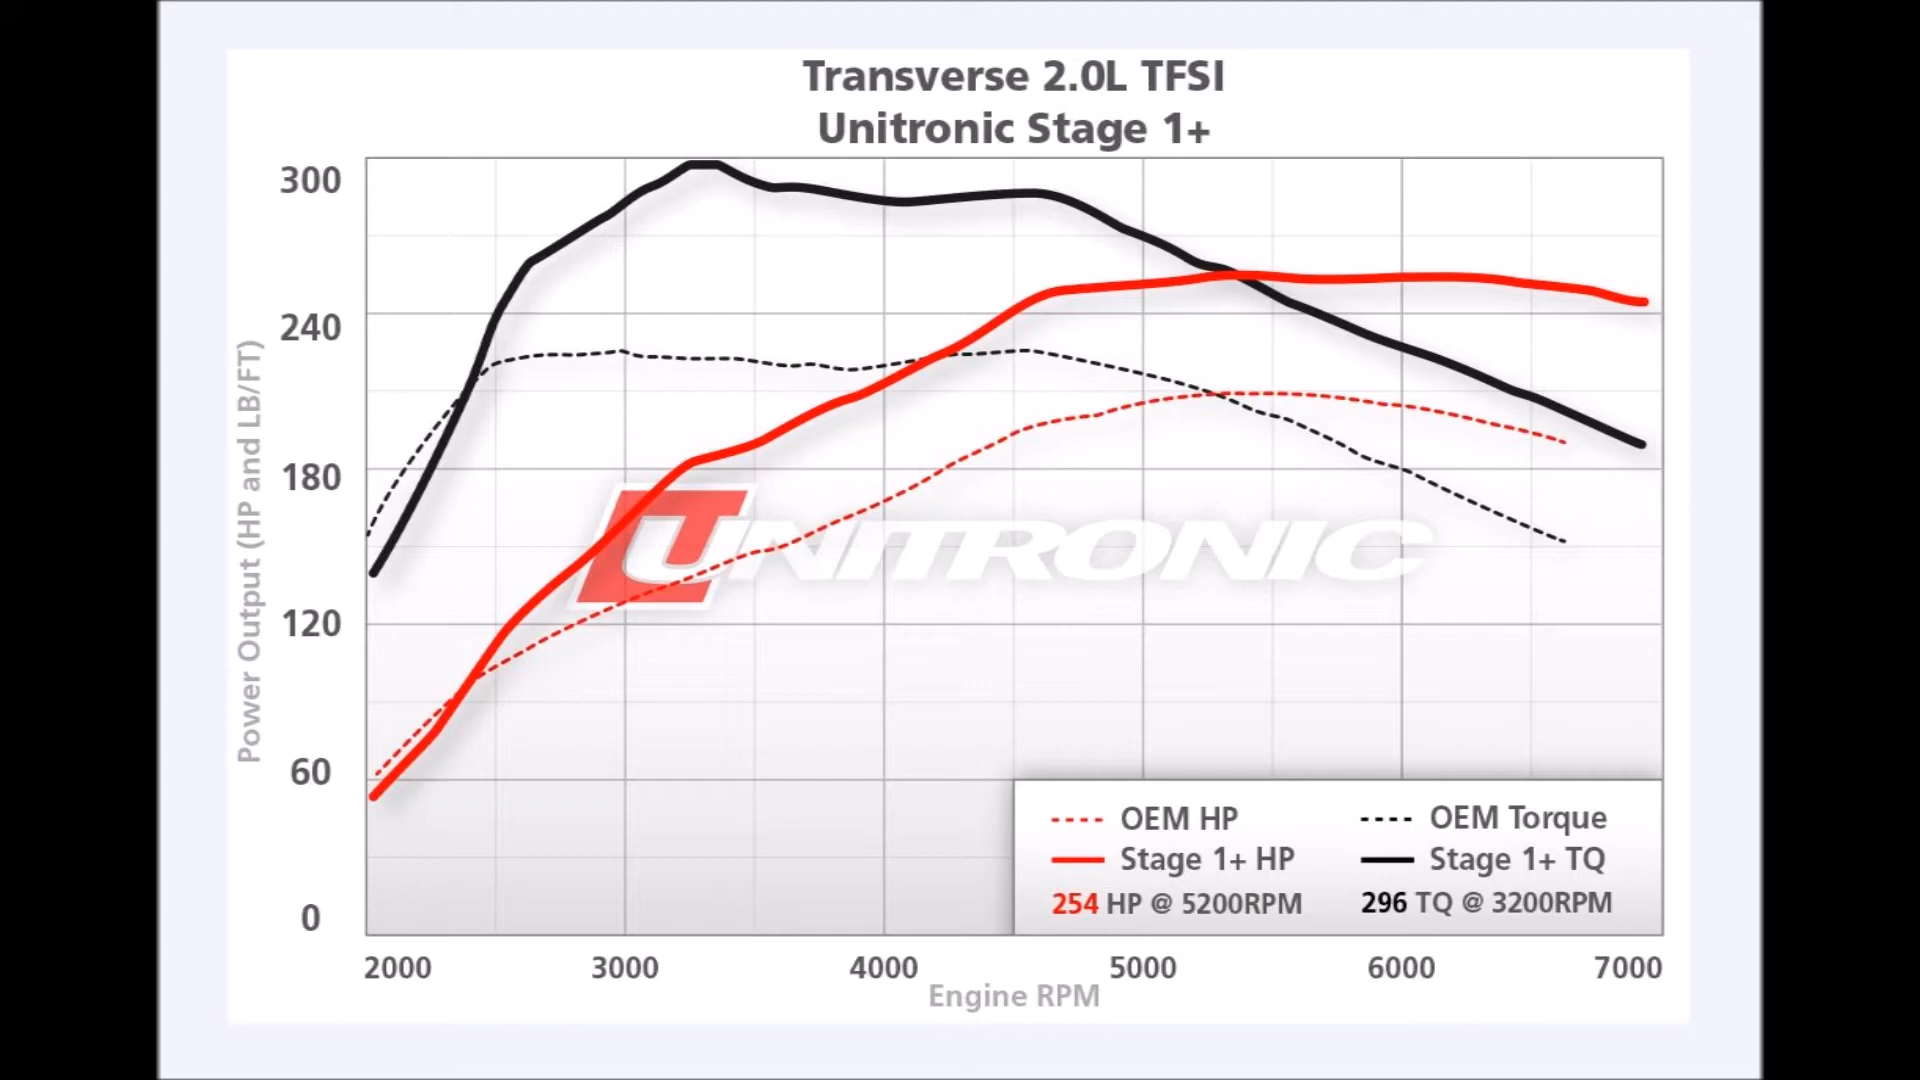 Transverse 2.0L TFSI
Unitronic Stage 1+
300
240
180
120
60
0
Power Output (HP and LB/FT)
UNITRONIC
OEM HP
OEM Torque
Stage 1+ HP
Stage 1+ TQ
254 HP @ 5200RPM
296 TQ @ 3200RPM
2000 3000 4000 5000 6000 7000
Engine RPM